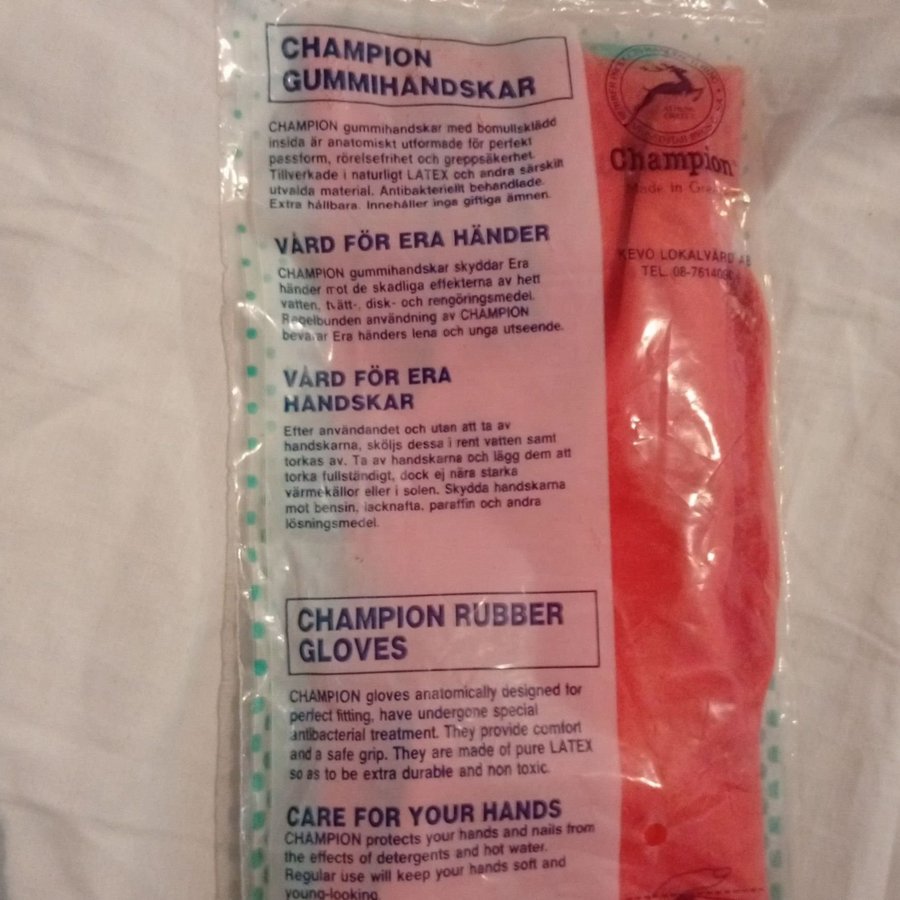 CHAMPION
GUMMIHANDSKAR
CHAMPION gummihandskar med bomullsklädd
insida är anatomiskt utformade för perfekt
passform, rörelsefrihet och greppsäkerhet.
Tillverkade i naturligt LATEX och andra särskilt
utvalda material. Antibakteriellt behandlade.
Extra hållbara. Innehåller inga giftiga ämnen.
VÅRD FÖR ERA HÄNDER
CHAMPION gummihandskar skyddar Era
händer mot de skadliga effekterna av hett
vatten, tvätt-, disk- och rengöringsmedel.
Regelbunden användning av CHAMPION
bevarar Era händers lena och unga utseende.
VÅRD FÖR ERA
HANDSKAR
Efter användandet och utan att ta av
handskarna, sköljs dessa i rent vatten samt
torkas av. Ta av handskarna och lägg dem att
torka fullständigt, dock ej nära starka
värmekällor eller i solen. Skydda handskarna
mot bensin, lacknafta, paraffin och andra
lösningsmedel.
CHAMPION RUBBER
GLOVES
CHAMPION gloves anatomically designed for
perfect fitting, have undergone special
antibacterial treatment. They provide comfort
and a safe grip. They are made of pure LATEX
so as to be extra durable and non toxic.
CARE FOR YOUR HANDS
CHAMPION protects your hands and nails from
the effects of detergents and hot water.
Regular use will keep your hands soft and
young-looking.
Champion
Made in
KEVO LOKALVÅRD AB
TEL. 08-761